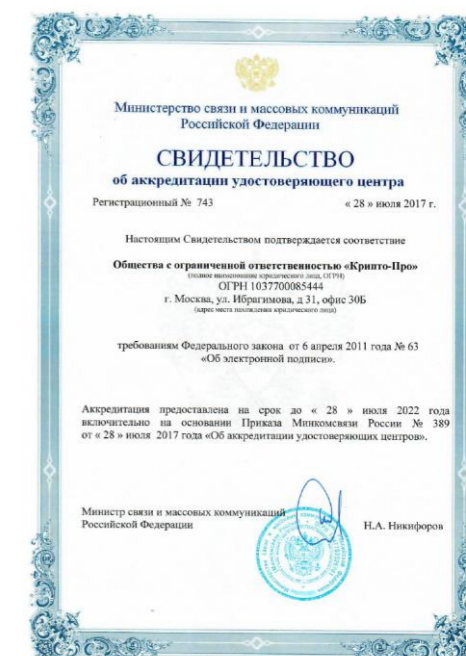 Министерство связи и массовых коммуникаций
Российской Федерации
СВИДЕТЕЛЬСТВО
об аккредитации удостоверяющего центра
Регистрационный № 743 « 28 » июля 2017 г.
Настоящим Свидетельством подтверждается соответствие
Общества с ограниченной ответственностью «Крипто-Про»
(полное наименование юридического лица, ОГРН)
ОГРН 1037700085444
г. Москва, ул. Ибрагимова, д 31, офис 30Б
(адрес места нахождения юридического лица)
требованиям Федерального закона от 6 апреля 2011 года № 63
«Об электронной подписи».
Аккредитация предоставлена на срок до « 28 » июля 2022 года
включительно на основании Приказа Минкомсвязи России № 389
от « 28 » июля 2017 года «Об аккредитации удостоверяющих центров».
Министр связи и массовых коммуникаций
Российской Федерации
Н.А. Никифоров